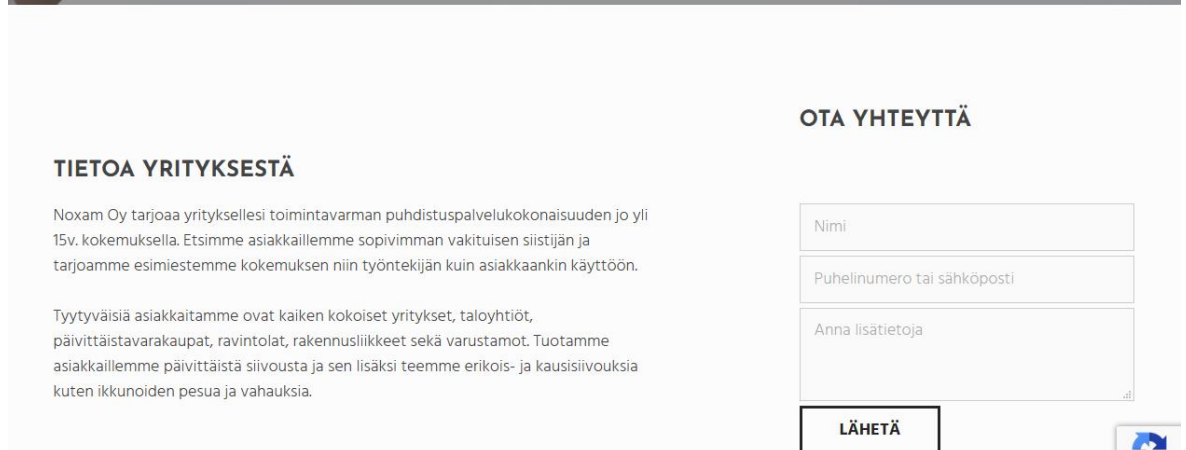 TIETOA YRITYKSESTÄ
Noxam Oy tarjoaa yrityksellesi toimintavarman puhdistuspalvelukokonaisuuden jo yli
15v. kokemuksella. Etsimme asiakkaillemme sopivimman vakituisen siistijän ja
tarjoamme esimiestemme kokemuksen niin työntekijän kuin asiakkaankin käyttöön.
Tyytyväisiä asiakkaitamme ovat kaiken kokoiset yritykset, taloyhtiöt,
päivittäistavarakaupat, ravintolat, rakennusliikkeet sekä varustamot. Tuotamme
asiakkaillemme päivittäistä siivousta ja sen lisäksi teemme erikois- ja kausisiivouksia
kuten ikkunoiden pesua ja vahauksia.
OTA YHTEYTTÄ
Nimi
Puhelinumero tai sähköposti
Anna lisätietoja
LÄHETÄ